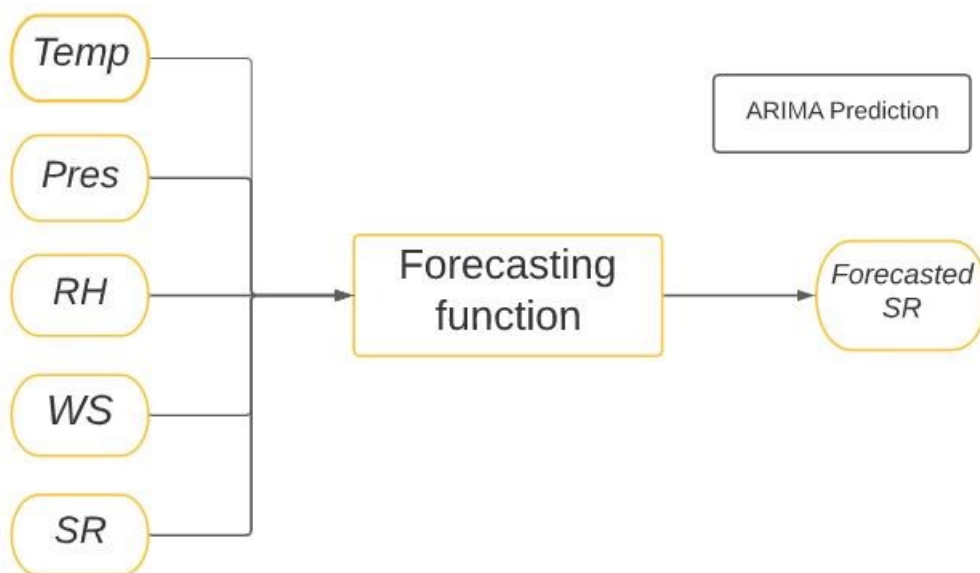 Temp
ARIMA Prediction
Pres
Forecasting
function
RH
Forecasted
SR
WS
SR